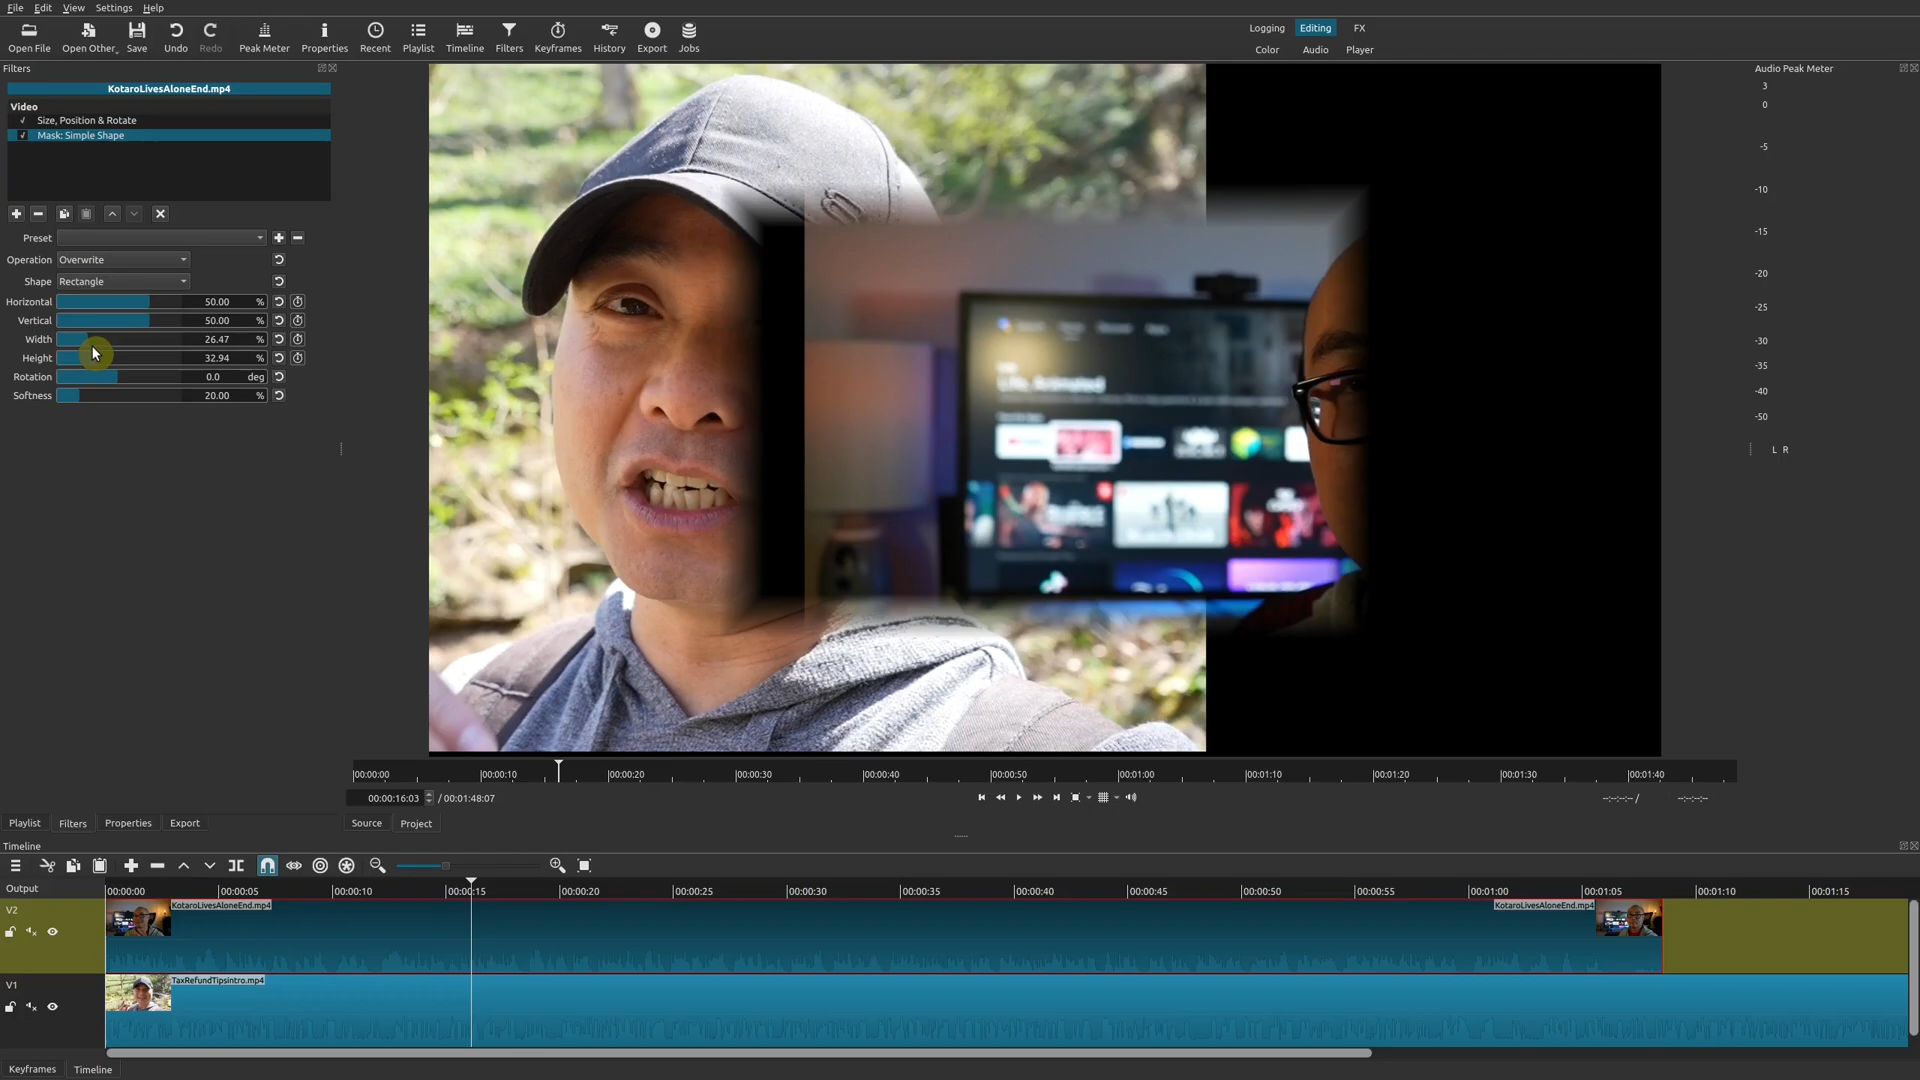 File Edit View Settings Help
Open File Open Other Save Undo Redo Peak Meter Properties Recent Playlist Timeline Filters Keyframes History Export Jobs
Logging Editing FX
Color Audio Player
Filters
Audio Peak Meter
KotaroLivesAloneEnd.mp4
Video
Size, Position & Rotate
Mask: Simple Shape
Preset
Operation Overwrite
Shape Rectangle
Horizontal 50.00 %
Vertical 50.00 %
Width 26.47 %
Height 32.94 %
Rotation 0.0 deg
Softness 20.00 %
3
0
-5
-10
-15
-20
-25
-30
-35
-40
-50
L R
Life, Animated
00:00:00 00:00:10 00:00:20 00:00:30 00:00:40 00:00:50 00:01:00 00:01:10 00:01:20 00:01:30 00:01:40
00:00:16:03 / 00:01:48:07
--:--:--:-- / --:--:--:--
Playlist Filters Properties Export
Source Project
Timeline
Output
00:00:00 00:00:05 00:00:10 00:00:15 00:00:20 00:00:25 00:00:30 00:00:35 00:00:40 00:00:45 00:00:50 00:00:55 00:01:00 00:01:05 00:01:10 00:01:15
V2
KotaroLivesAloneEnd.mp4 KotaroLivesAloneEnd.mp4
V1
TaxRefundTipsintro.mp4
Keyframes Timeline